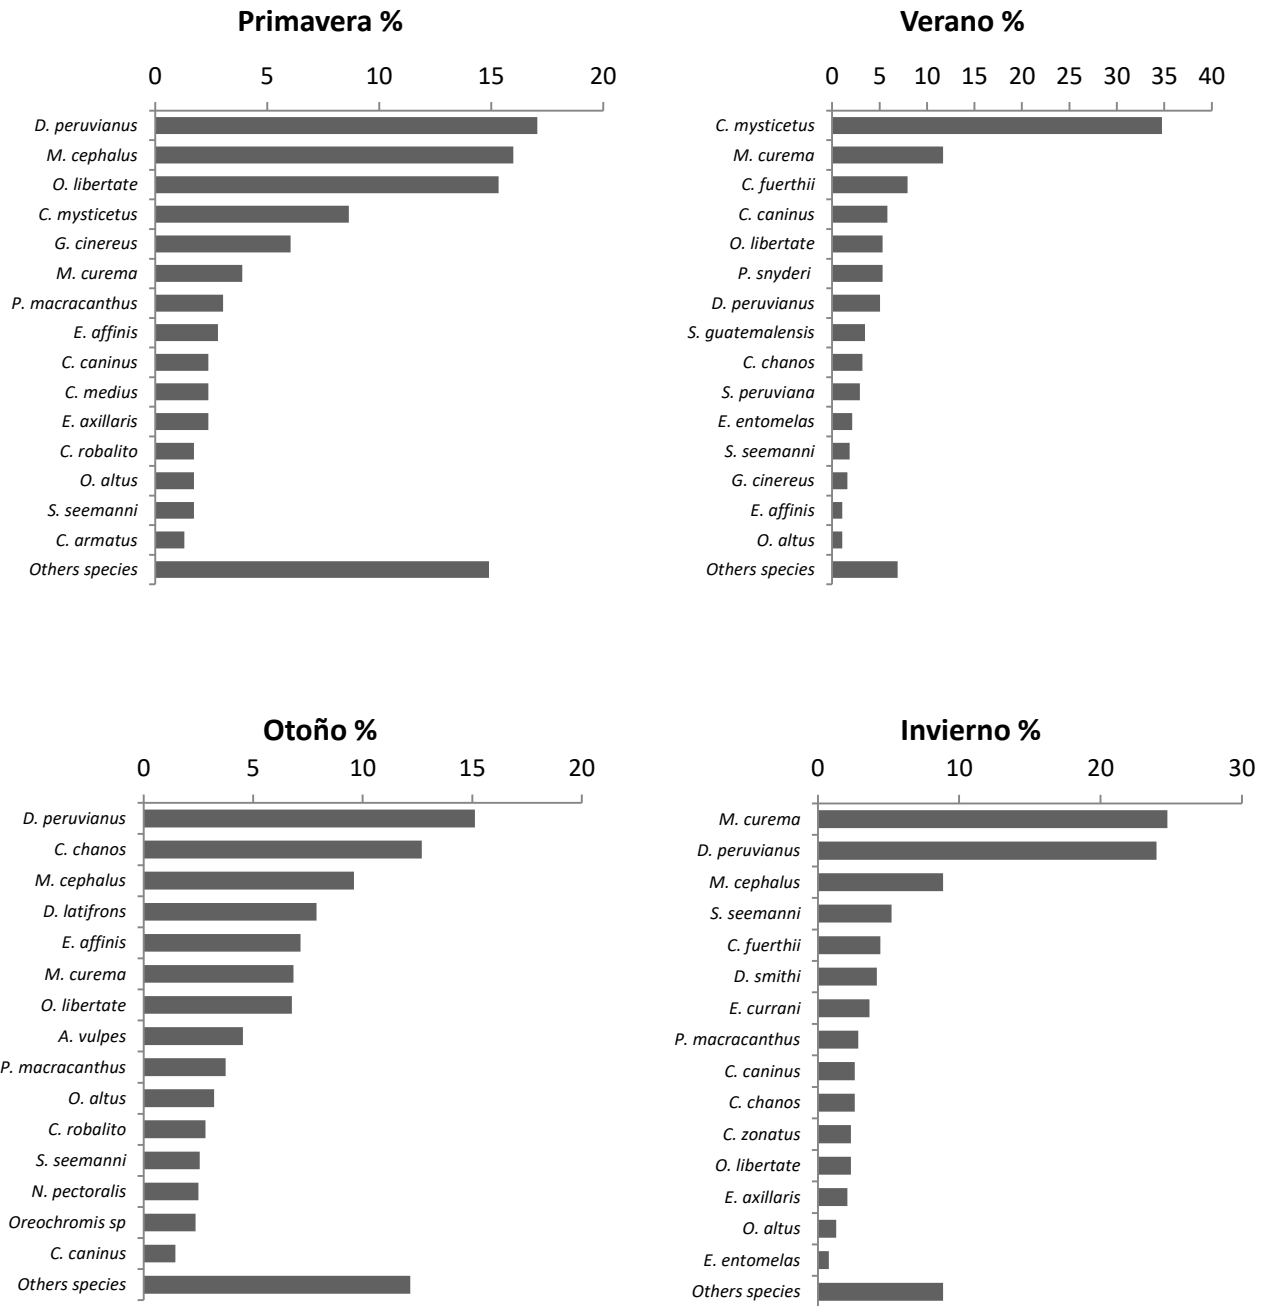 Primavera %
0 5 10 15 20
D. peruvianus
M. cephalus
O. libertate
C. mysticetus
G. cinereus
M. curema
P. macracanthus
E. affinis
C. caninus
C. medius
E. axillaris
C. robalito
O. altus
S. seemanni
C. armatus
Others species
Verano %
0 5 10 15 20 25 30 35 40
C. mysticetus
M. curema
C. fuerthii
C. caninus
O. libertate
P. snyderi
D. peruvianus
S. guatemalensis
C. chanos
S. peruviana
E. entomelas
S. seemanni
G. cinereus
E. affinis
O. altus
Others species
Otoño %
0 5 10 15 20
D. peruvianus
C. chanos
M. cephalus
D. latifrons
E. affinis
M. curema
O. libertate
A. vulpes
P. macracanthus
O. altus
C. robalito
S. seemanni
N. pectoralis
Oreochromis sp
C. caninus
Others species
Invierno %
0 10 20 30
M. curema
D. peruvianus
M. cephalus
S. seemanni
C. fuerthii
D. smithi
E. currani
P. macracanthus
C. caninus
C. chanos
C. zonatus
O. libertate
E. axillaris
O. altus
E. entomelas
Others species